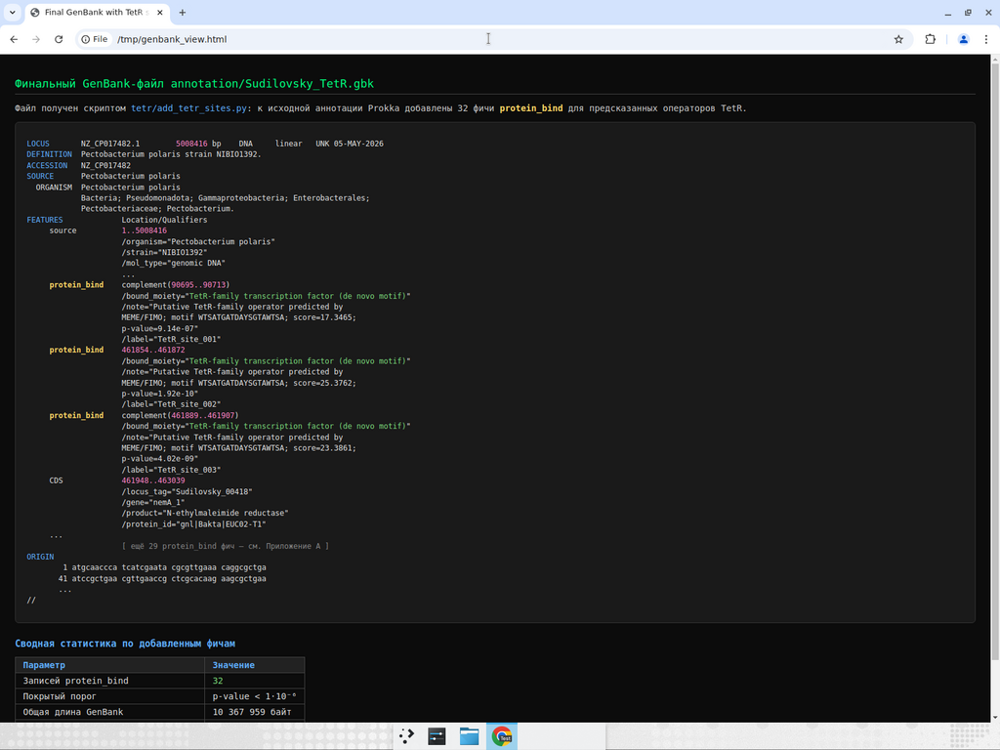 Final GenBank with TetR s
File
/tmp/genbank_view.html
Финальный GenBank-файл annotation/Sudilovsky_TetR.gbk
Файл получен скриптом tetr/add_tetr_sites.py: к исходной аннотации Prokka добавлены 32 фичи protein_bind для предсказанных операторов TetR.
LOCUS NZ_CP017482.1 5008416 bp DNA linear UNK 05-MAY-2026
DEFINITION Pectobacterium polaris strain NIBIO1392.
ACCESSION NZ_CP017482
SOURCE Pectobacterium polaris
ORGANISM Pectobacterium polaris
Bacteria; Pseudomonadota; Gammaproteobacteria; Enterobacterales;
Pectobacteriaceae; Pectobacterium.
FEATURES Location/Qualifiers
source 1..5008416
/organism="Pectobacterium polaris"
/strain="NIBIO1392"
/mol_type="genomic DNA"
...
protein_bind complement(90695..90713)
/bound_moiety="TetR-family transcription factor (de novo motif)"
/note="Putative TetR-family operator predicted by
MEME/FIMO; motif WTSATGATDAYSGTAWTSA; score=17.3465;
p-value=9.14e-07"
/label="TetR_site_001"
protein_bind 461854..461872
/bound_moiety="TetR-family transcription factor (de novo motif)"
/note="Putative TetR-family operator predicted by
MEME/FIMO; motif WTSATGATDAYSGTAWTSA; score=25.3762;
p-value=1.92e-10"
/label="TetR_site_002"
protein_bind complement(461889..461907)
/bound_moiety="TetR-family transcription factor (de novo motif)"
/note="Putative TetR-family operator predicted by
MEME/FIMO; motif WTSATGATDAYSGTAWTSA; score=23.3861;
p-value=4.02e-09"
/label="TetR_site_003"
CDS 461948..463039
/locus_tag="Sudilovsky_00418"
/gene="nemA_1"
/product="N-ethylmaleimide reductase"
/protein_id="gnl|Bakta|EUC02-T1"
...
[ ещё 29 protein_bind фич — см. Приложение A ]
ORIGIN
1 atgcaaccca tcatcgaata cgcgttgaaa caggcgctga
41 atccgctgaa cgttgaaccg ctcgcacaag aagcgctgaa
...
//
Сводная статистика по добавленным фичам
Параметр Значение
Записей protein_bind 32
Покрытый порог p-value < 1·10⁻⁶
Общая длина GenBank 10 367 959 байт
Test